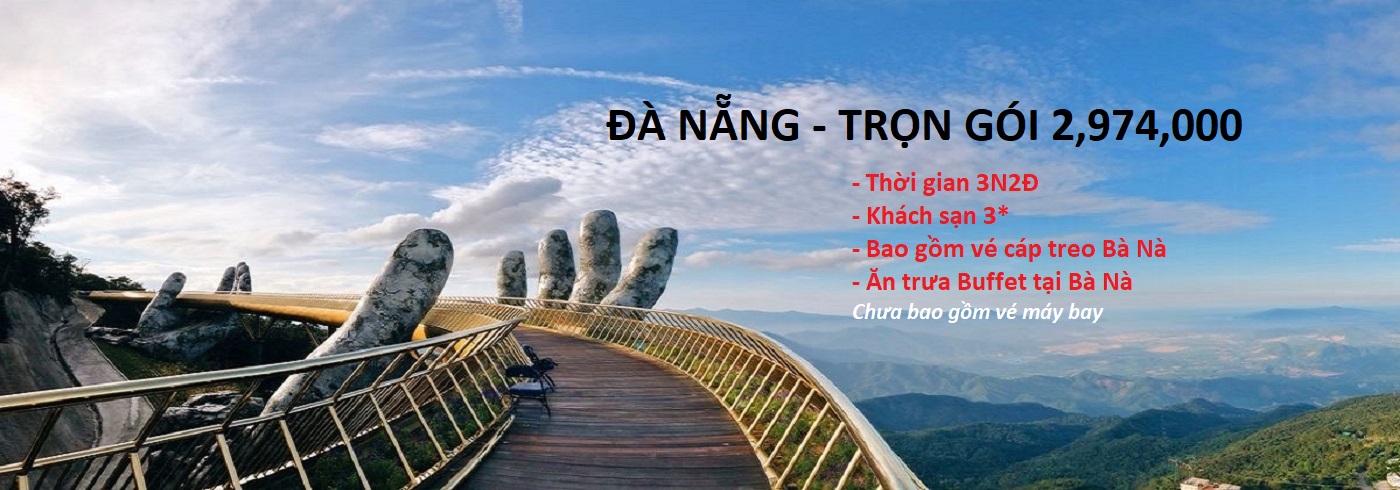 ĐÀ NẴNG - TRỌN GÓI 2,974,000
- Thời gian 3N2Đ
- Khách sạn 3*
- Bao gồm vé cáp treo Bà Nà
- Ăn trưa Buffet tại Bà Nà
Chưa bao gồm vé máy bay